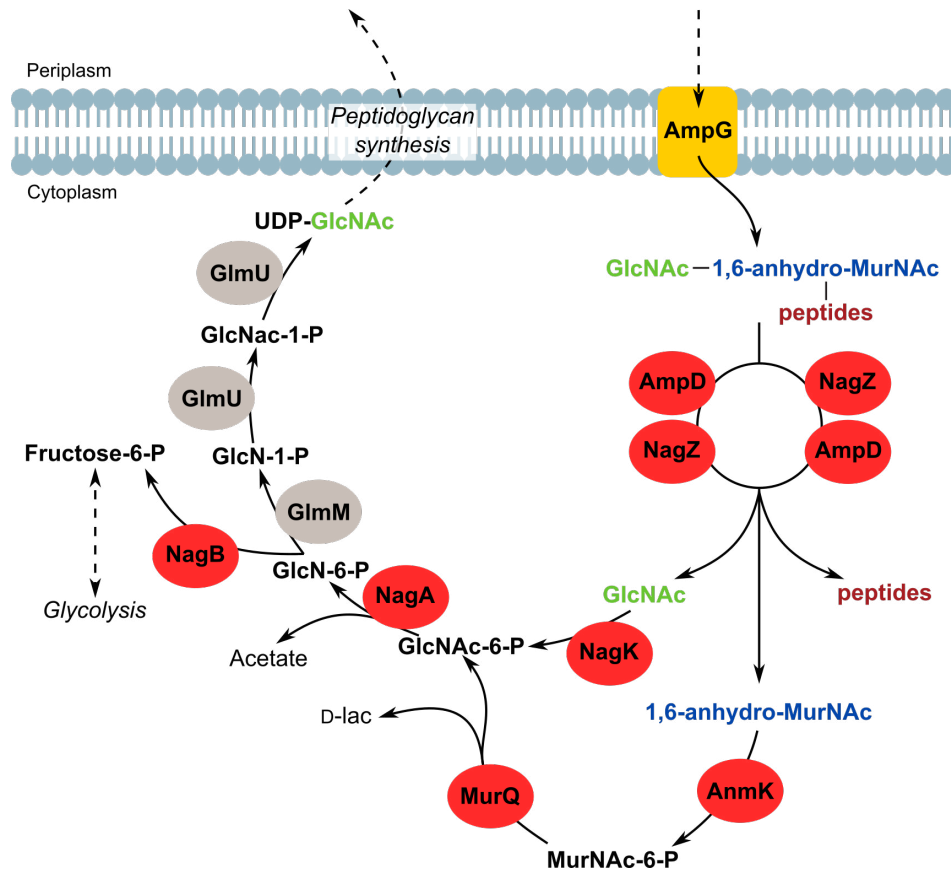 Periplasm
Peptidoglycan
synthesis
AmpG
Cytoplasm
UDP-GlcNAc
GlmU
GlcNAc 1,6-anhydro-MurNAc
peptides
GlcNac-1-P
AmpD NagZ
GlmU
NagZ AmpD
Fructose-6-P
GlcN-1-P
GlmM
NagB
GlcN-6-P
NagA
GlcNAc
peptides
Glycolysis
GlcNAc-6-P
NagK
Acetate
D-lac
1,6-anhydro-MurNAc
MurQ
AnmK
MurNAc-6-P